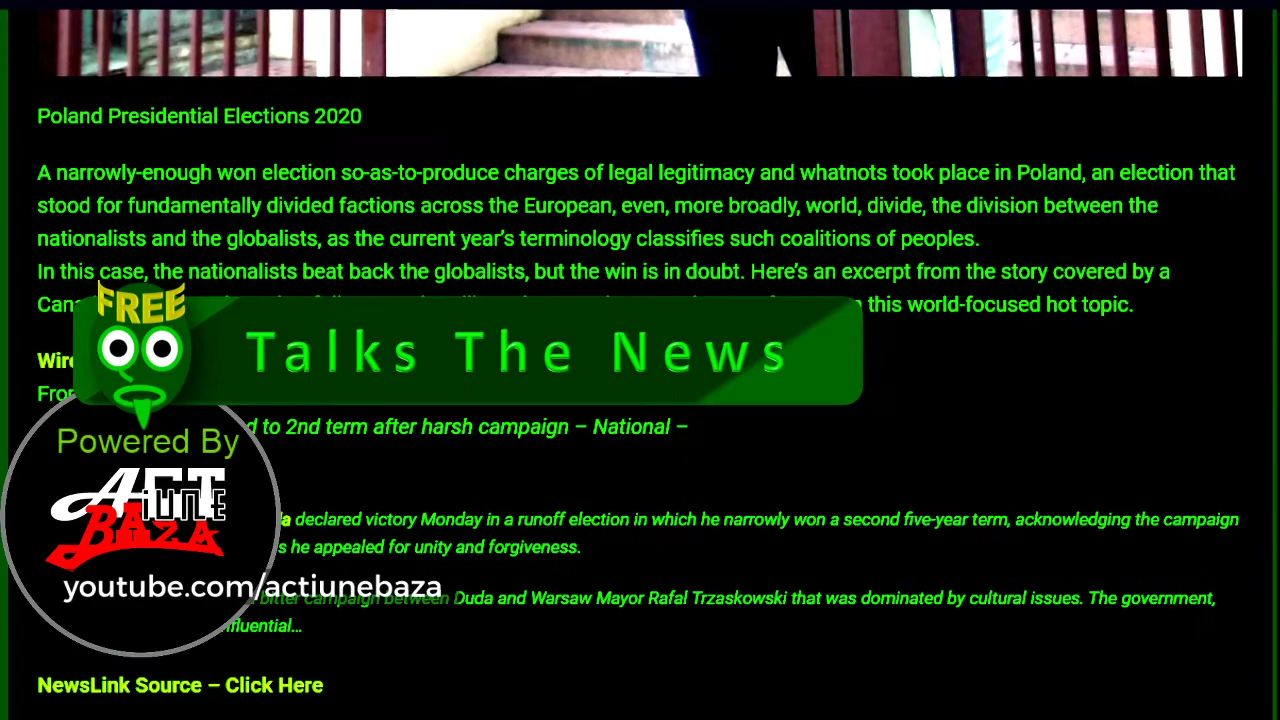 Poland Presidential Elections 2020
A narrowly-enough won election so-as-to-produce charges of legal legitimacy and whatnots took place in Poland, an election that
stood for fundamentally divided factions across the European, even, more broadly, world, divide, the division between the
nationalists and the globalists, as the current year's terminology classifies such coalitions of peoples.
In this case, the nationalists beat back the globalists, but the win is in doubt. Here's an excerpt from the story covered by a
this world-focused hot topic.
FREE
Talks The News
d to 2nd term after harsh campaign – National –
Powered By
ACT
iUNE
BAZA
declared victory Monday in a runoff election in which he narrowly won a second five-year term, acknowledging the campaign
s he appealed for unity and forgiveness.
youtube.com/actiunebaza
bitter campaign between Duda and Warsaw Mayor Rafal Trzaskowski that was dominated by cultural issues. The government,
nfluential…
NewsLink Source – Click Here